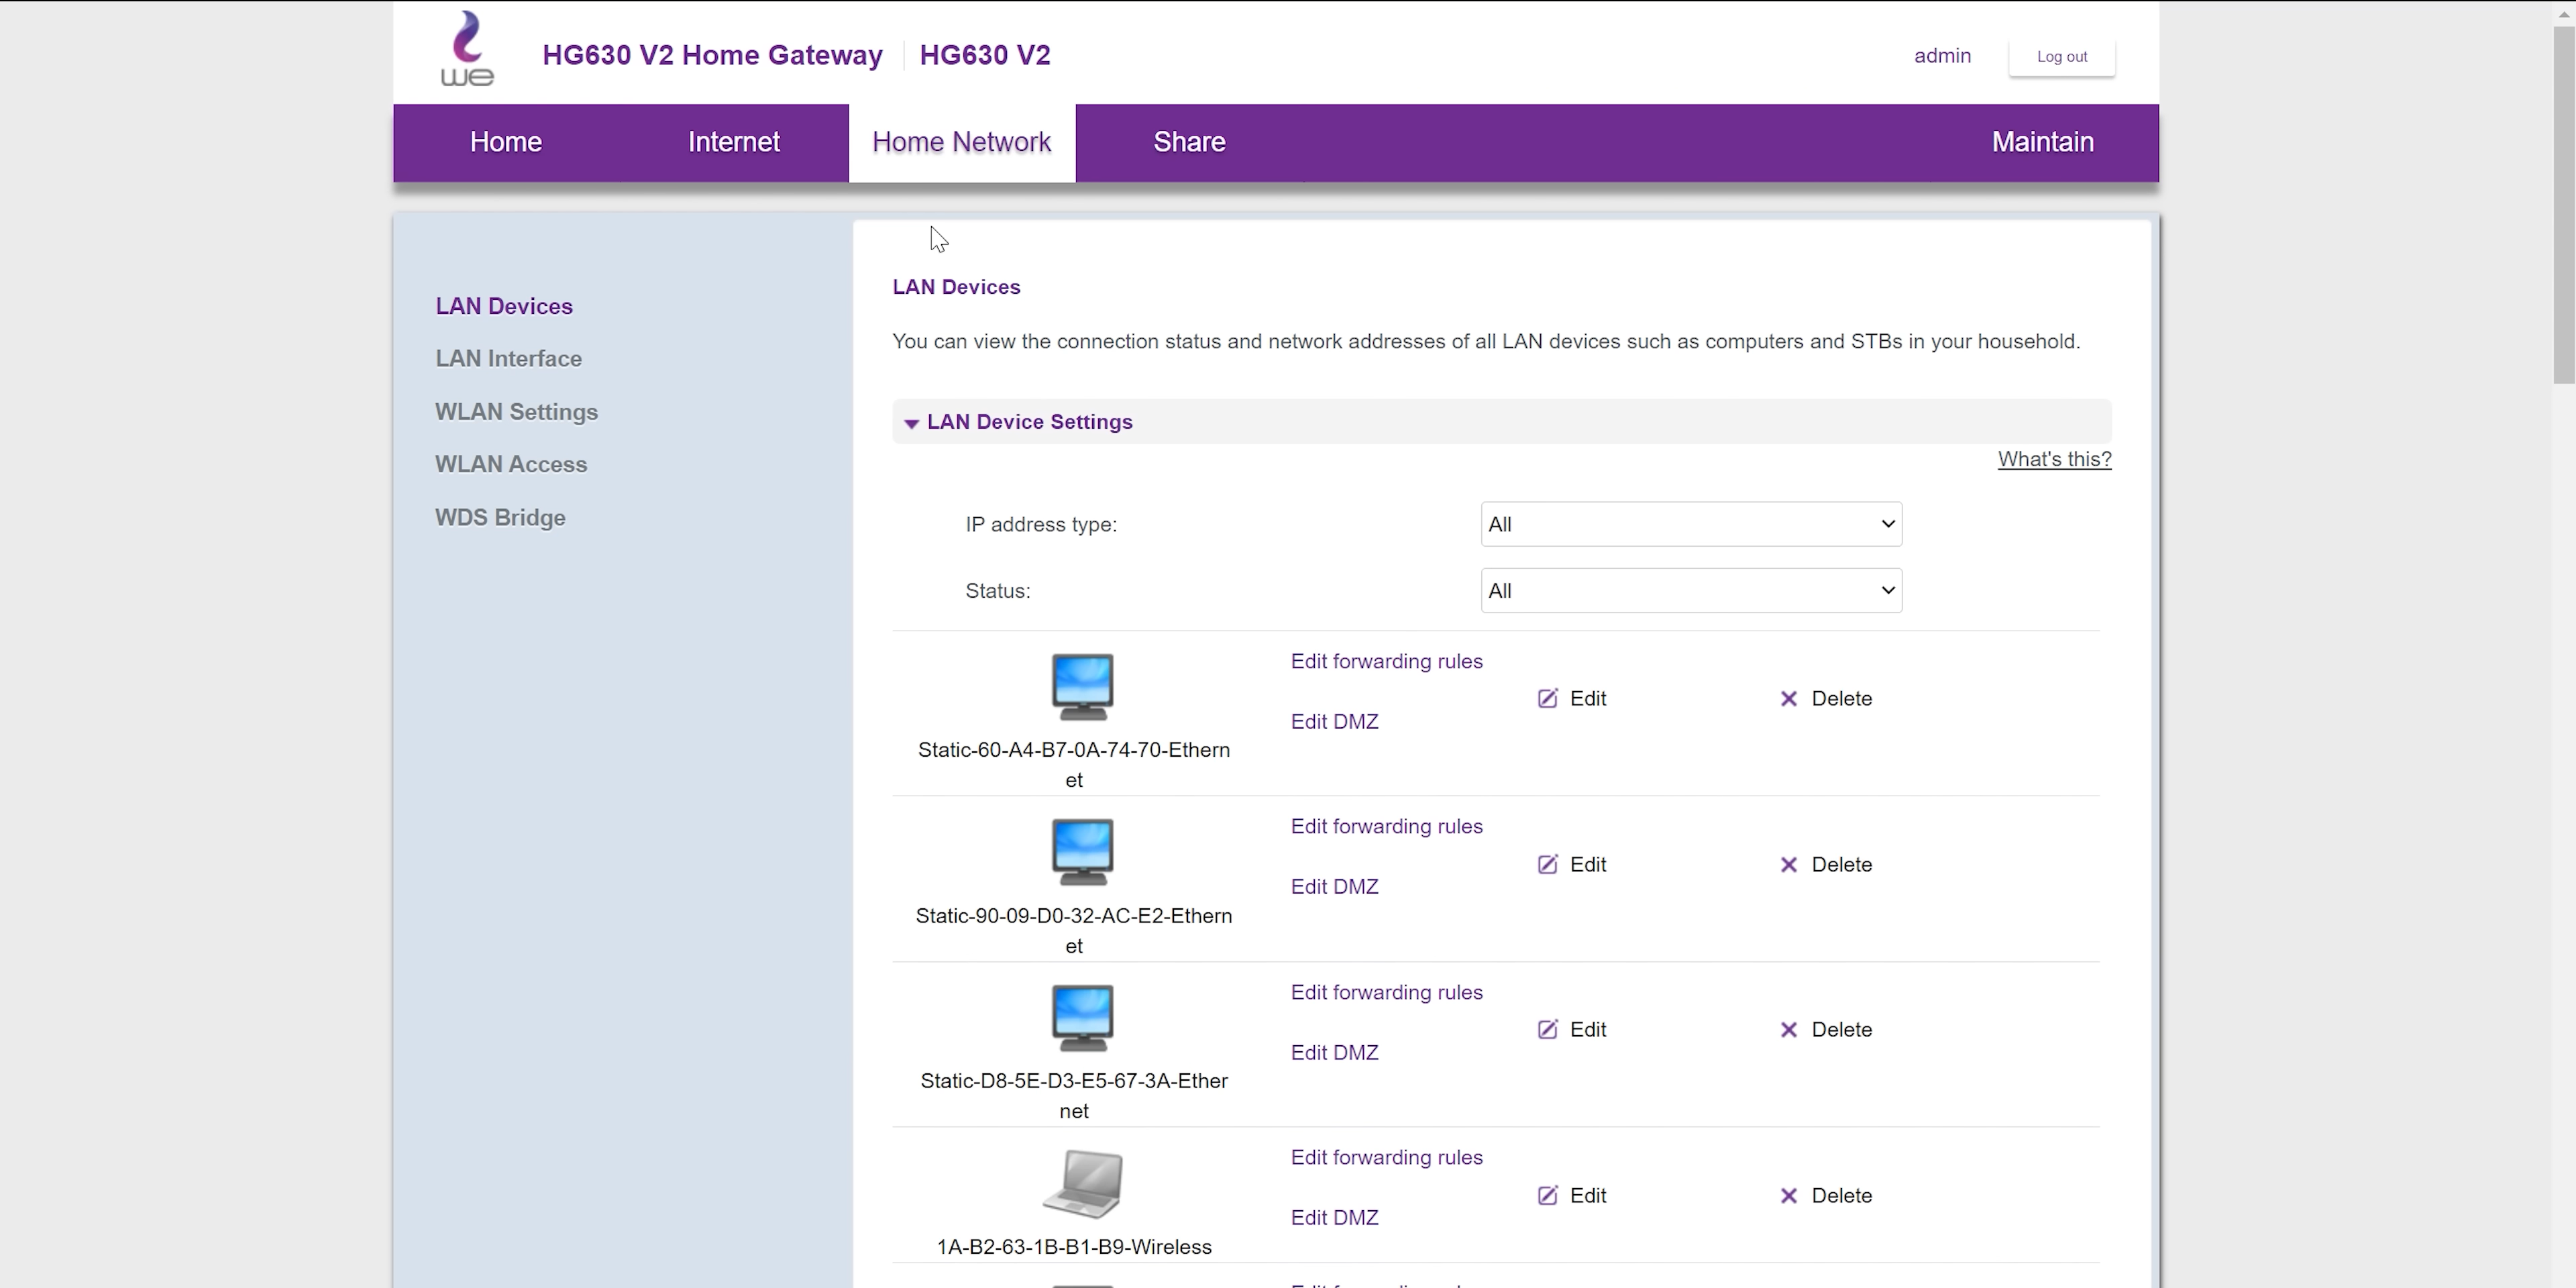 we
HG630 V2 Home Gateway HG630 V2
admin Log out
Home Internet Home Network Share Maintain
LAN Devices
LAN Interface
WLAN Settings
WLAN Access
WDS Bridge
LAN Devices
You can view the connection status and network addresses of all LAN devices such as computers and STBs in your household.
LAN Device Settings
What's this?
IP address type: All
Status: All
Edit forwarding rules
Edit DMZ
Edit Delete
Static-60-A4-B7-0A-74-70-Ethern
et
Edit forwarding rules
Edit DMZ
Edit Delete
Static-90-09-D0-32-AC-E2-Ethern
et
Edit forwarding rules
Edit DMZ
Edit Delete
Static-D8-5E-D3-E5-67-3A-Ether
net
Edit forwarding rules
Edit DMZ
Edit Delete
1A-B2-63-1B-B1-B9-Wireless